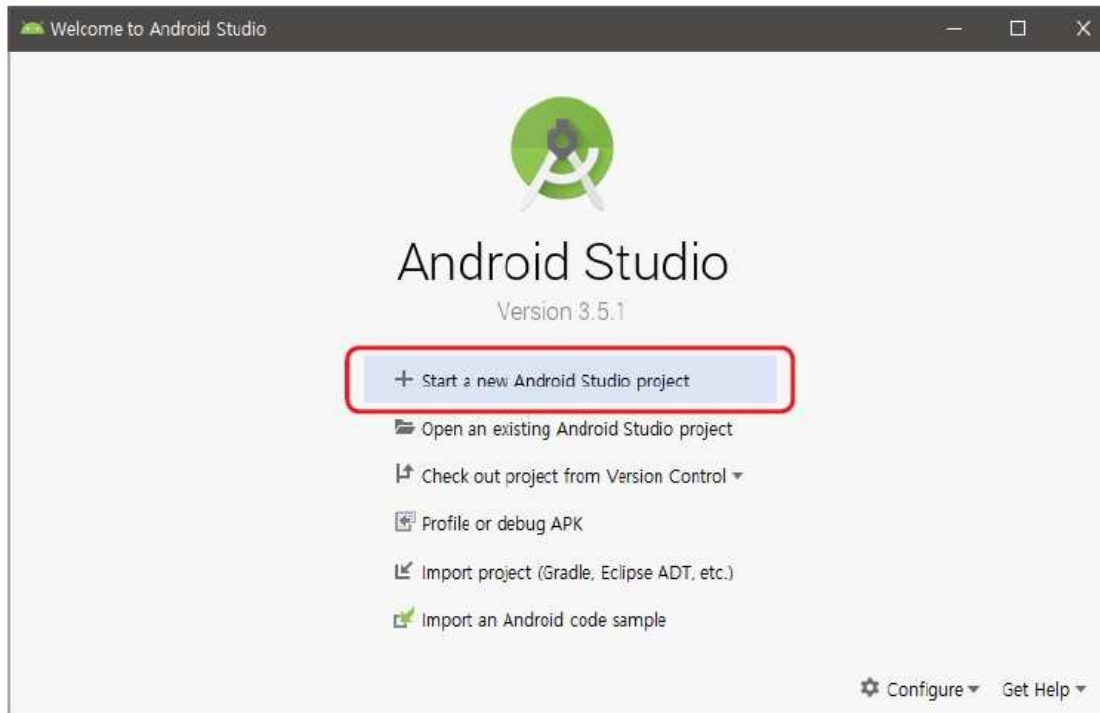 Welcome to Android Studio
Android Studio
Version 3.5.1
Start a new Android Studio project
Open an existing Android Studio project
Check out project from Version Control
Profile or debug APK
Import project (Gradle, Eclipse ADT, etc.)
Import an Android code sample
Configure Get Help